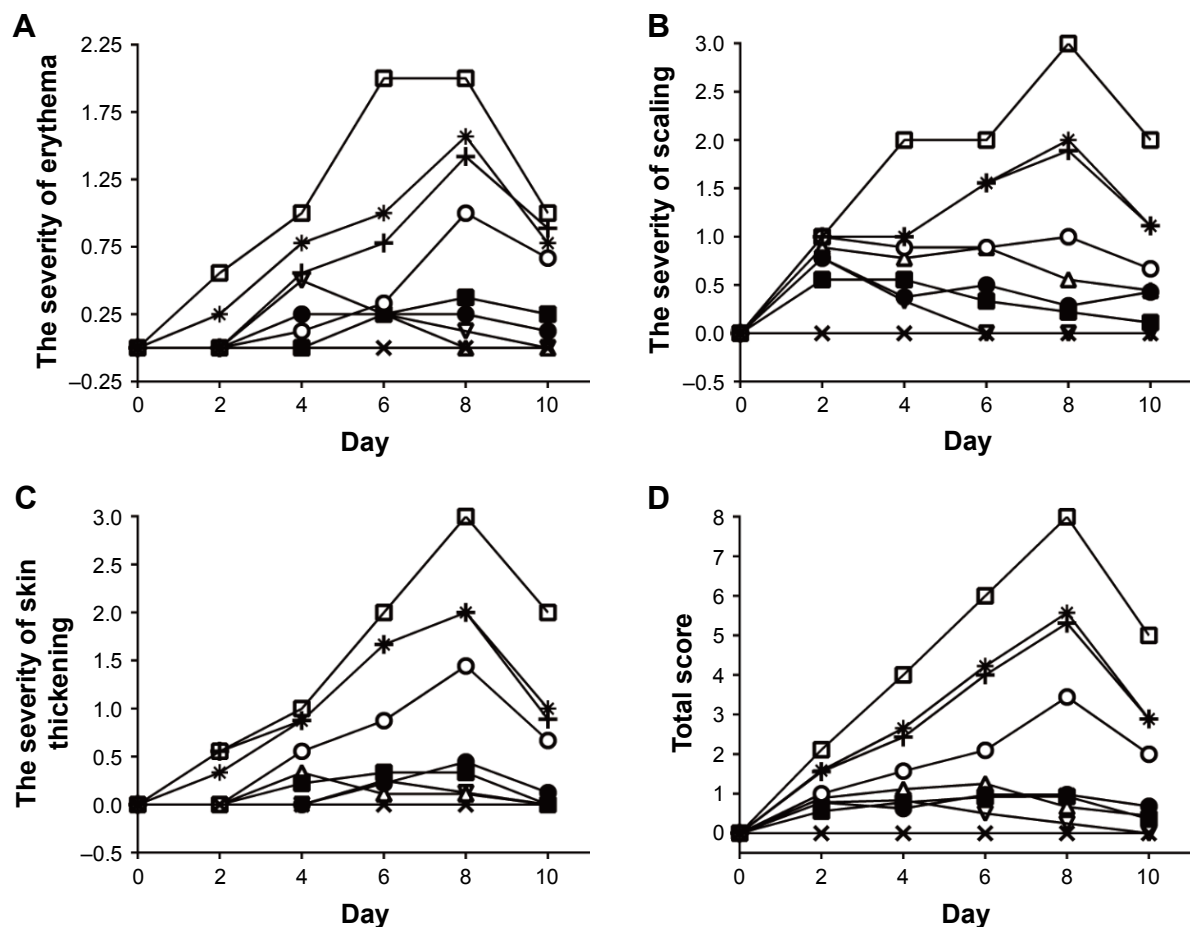 A
The severity of erythema
2.25
1.75
1.25
0.75
0.25
–0.25
0 2 4 6 8 10
Day
B
The severity of scaling
3.0
2.5
2.0
1.5
1.0
0.5
0.0
–0.5
0 2 4 6 8 10
Day
C
The severity of skin
thickening
3.0
2.5
2.0
1.5
1.0
0.5
0.0
–0.5
0 2 4 6 8 10
Day
D
Total score
8
7
6
5
4
3
2
1
0
0 2 4 6 8 10
Day